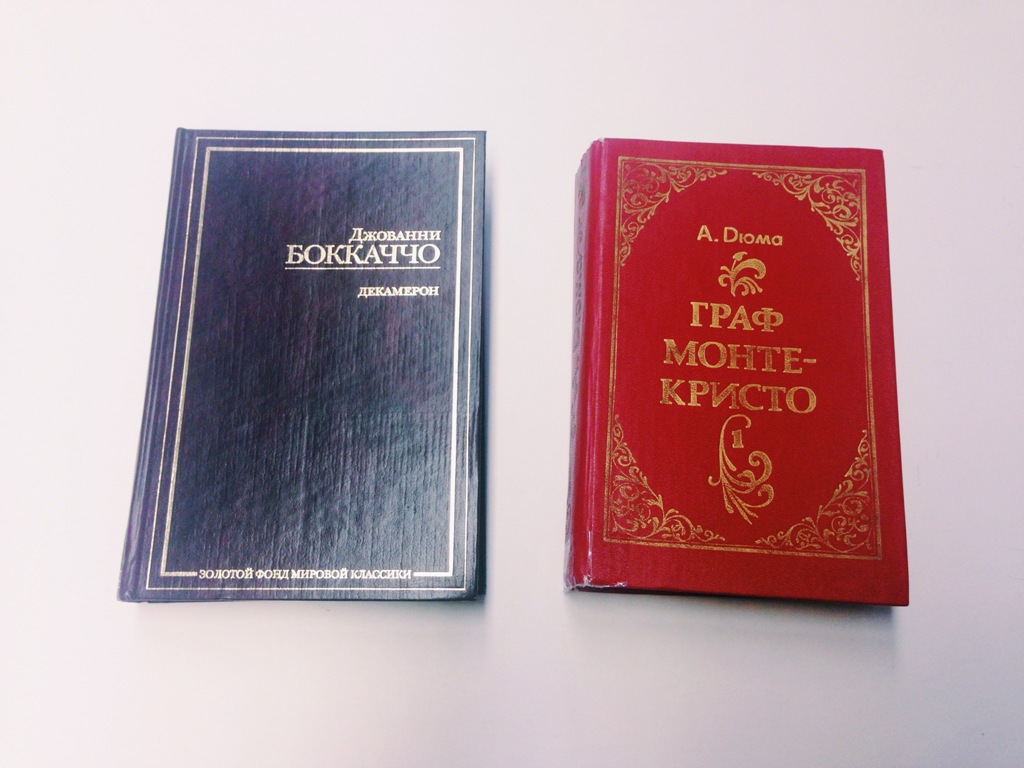 Джованни
БОККАЧЧО
ДЕКАМЕРОН
ЗОЛОТОЙ ФОНД МИРОВОЙ КЛАССИКИ
А. Дюма
ГРАФ
МОНТЕ-
КРИСТО
1